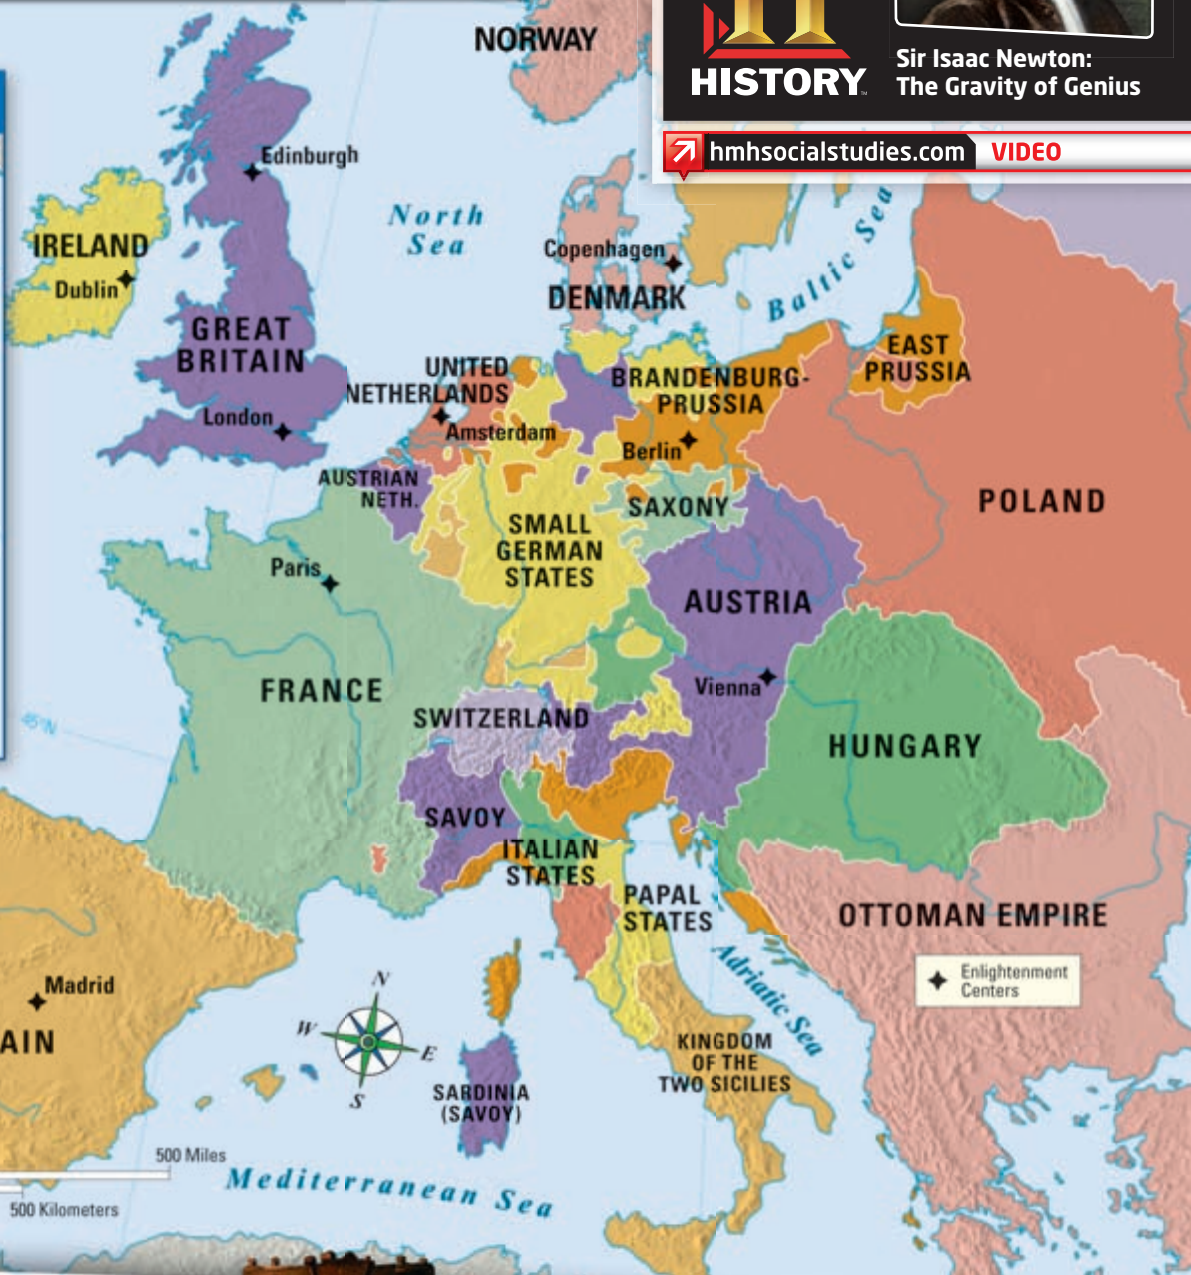 NORWAY
HISTORY
Sir Isaac Newton:
The Gravity of Genius
hmhsocialstudies.com VIDEO
Edinburgh
North
Sea
IRELAND
Dublin
Copenhagen
DENMARK
Baltic Sea
GREAT
BRITAIN
London
UNITED
NETHERLANDS
Amsterdam
BRANDENBURG-
PRUSSIA
Berlin
EAST
PRUSSIA
AUSTRIAN
NETH.
SAXONY
POLAND
SMALL
GERMAN
STATES
Paris
AUSTRIA
Vienna
FRANCE
SWITZERLAND
45°N
HUNGARY
SAVOY
ITALIAN
STATES
PAPAL
STATES
OTTOMAN EMPIRE
Adriatic Sea
Enlightenment
Centers
Madrid
AIN
N
W
E
S
KINGDOM
OF THE
TWO SICILIES
SARDINIA
(SAVOY)
500 Miles
Mediterranean Sea
500 Kilometers